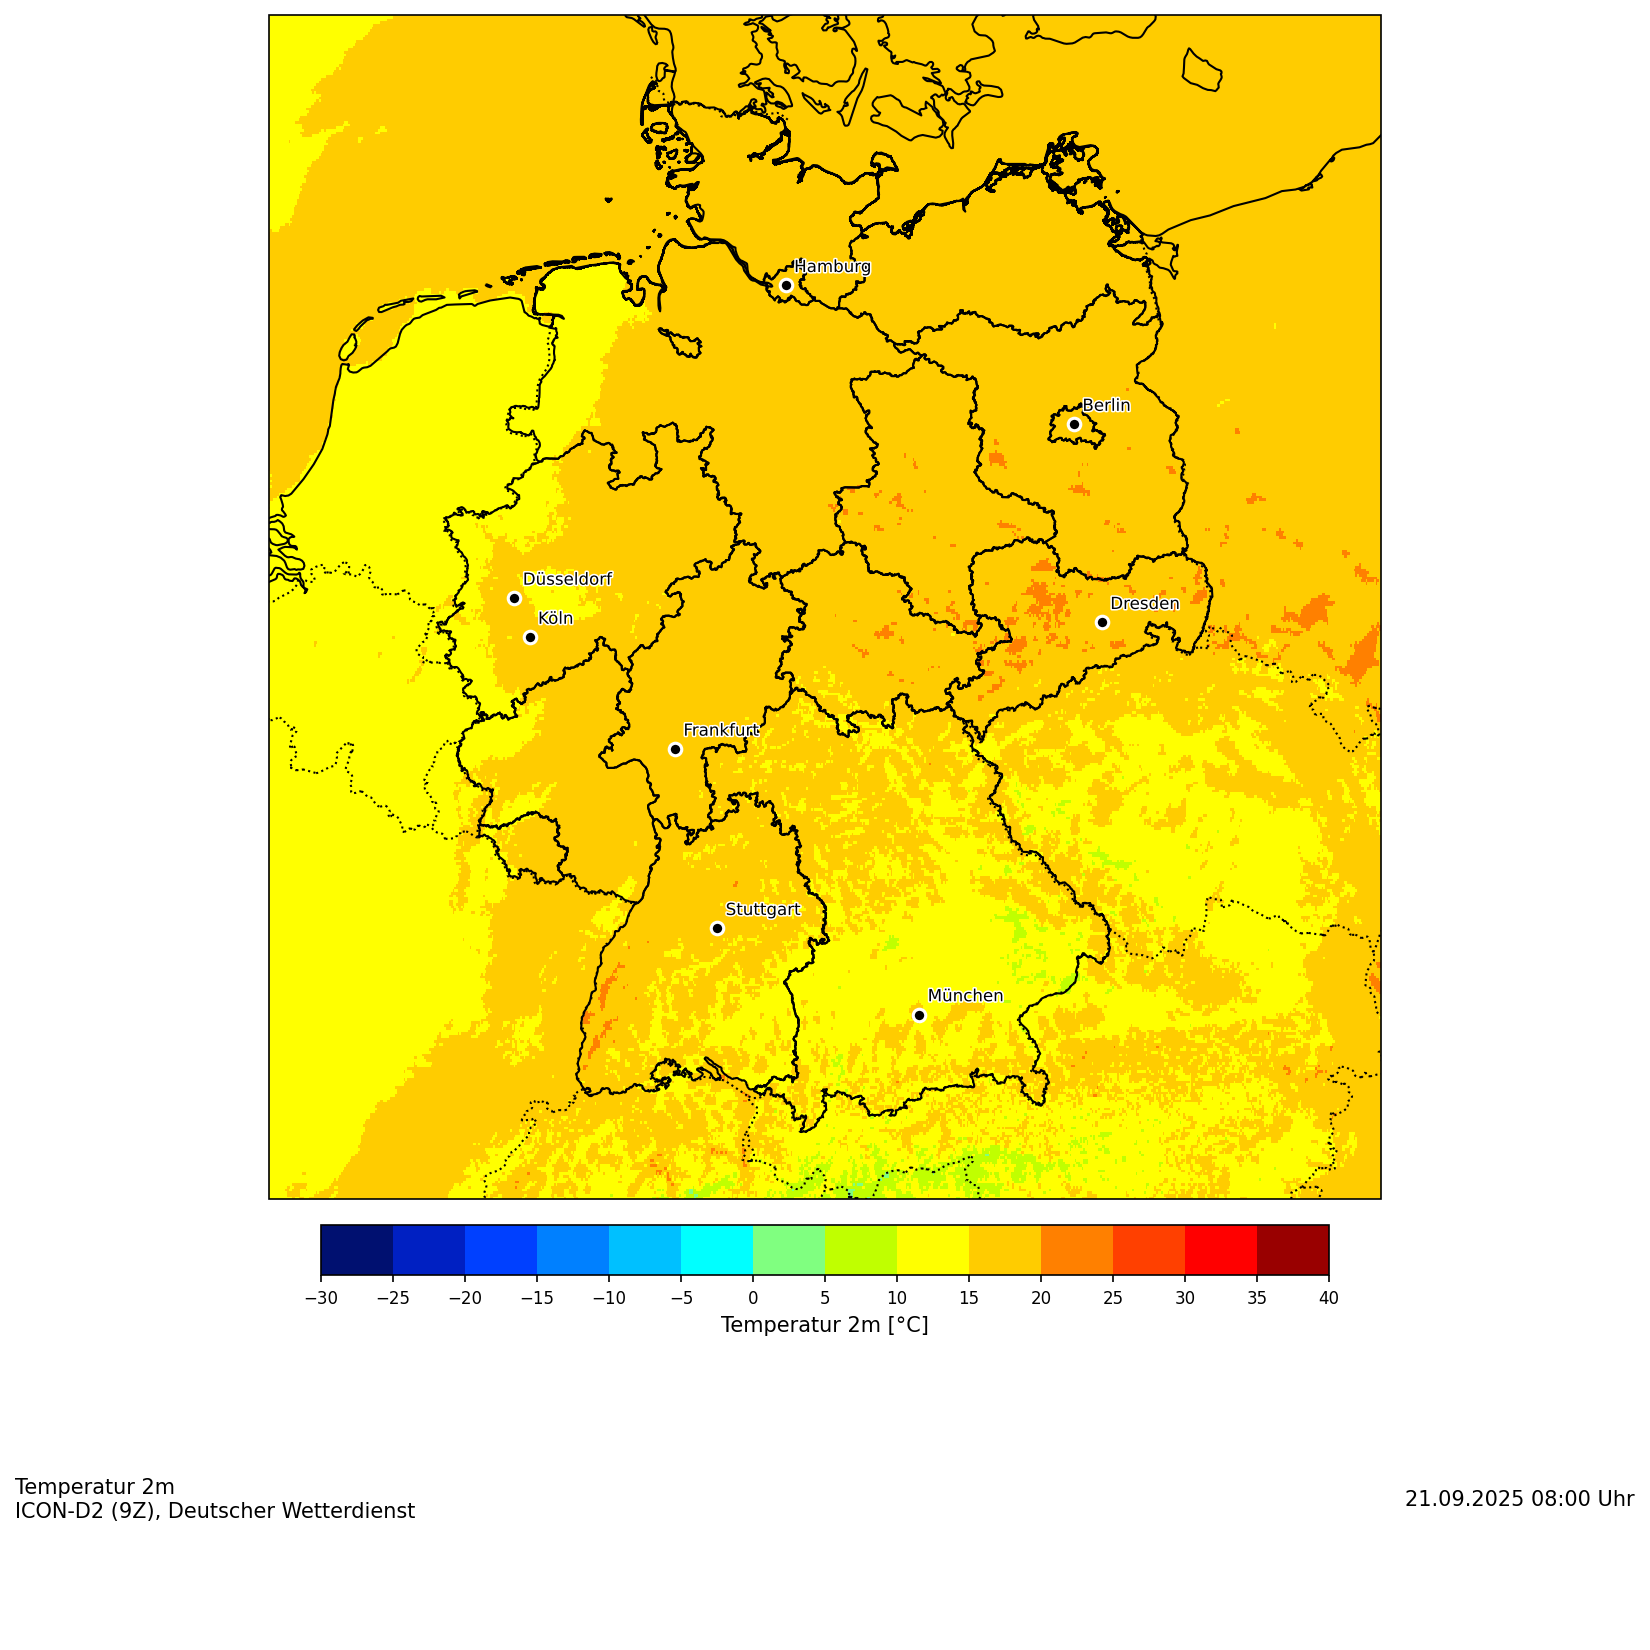 Hamburg
Berlin
Düsseldorf
Köln
Dresden
Frankfurt
Stuttgart
München
−30 −25 −20 −15 −10 −5 0 5 10 15 20 25 30 35 40
Temperatur 2m [°C]
Temperatur 2m
ICON-D2 (9Z), Deutscher Wetterdienst
21.09.2025 08:00 Uhr